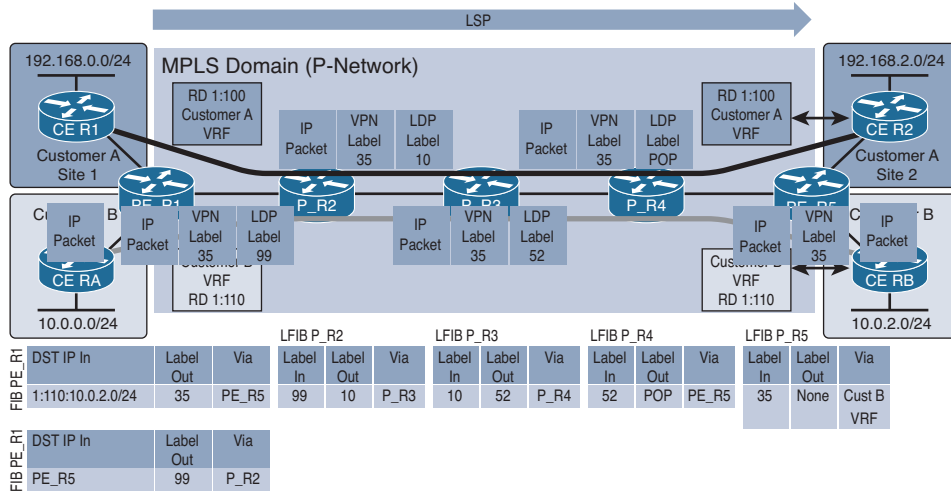 LSP
192.168.0.0/24
MPLS Domain (P-Network)
192.168.2.0/24
RD 1:100
Customer A
VRF
RD 1:100
Customer A
VRF
IP
Packet
VPN
Label
35
LDP
Label
10
IP
Packet
VPN
Label
35
LDP
Label
POP
CE R1
CE R2
Customer A
Site 1
Customer A
Site 2
PE_R1
P_R2
P_R3
P_R4
PE_R5
IP
Packet
IP
Packet
VPN
Label
35
LDP
Label
99
IP
Packet
VPN
Label
35
LDP
Label
52
IP
Packet
VPN
Label
35
IP
Packet
CE RA
CE RB
Customer B
VRF
RD 1:110
Customer B
VRF
RD 1:110
10.0.0.0/24
10.0.2.0/24
FIB PE_R1
DST IP In Label Out Via
1:110:10.0.2.0/24 35 PE_R5
LFIB P_R2
Label In Label Out Via
99 10 P_R3
LFIB P_R3
Label In Label Out Via
10 52 P_R4
LFIB P_R4
Label In Label Out Via
52 POP PE_R5
LFIB P_R5
Label In Label Out Via
35 None Cust B VRF
FIB PE_R1
DST IP In Label Out Via
PE_R5 99 P_R2